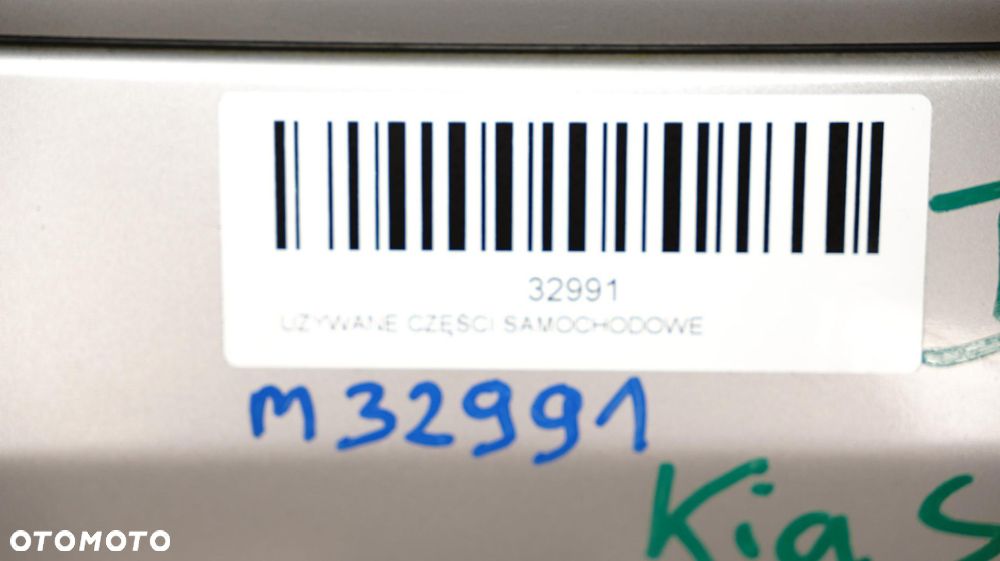 32991
UŻYWANE CZĘŚCI SAMOCHODOWE
M32991
Kia S
OTOMOTO